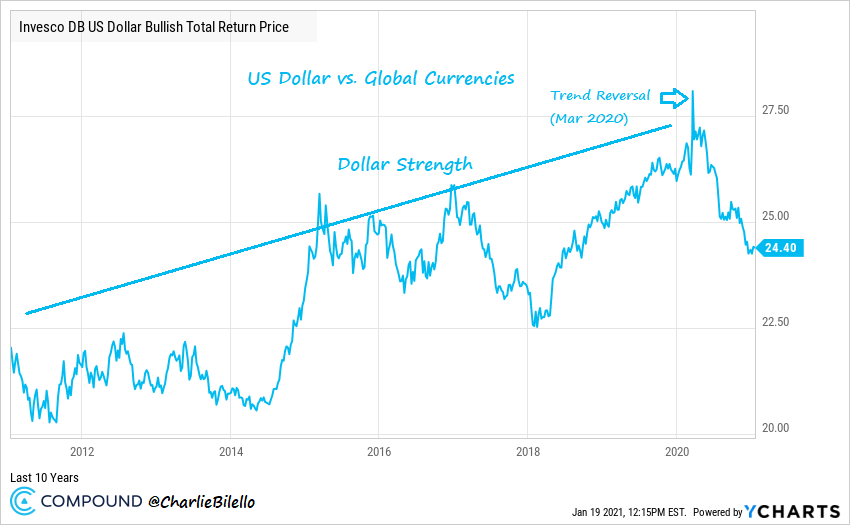 Invesco DB US Dollar Bullish Total Return Price
US Dollar vs. Global Currencies
Trend Reversal
(Mar 2020)
Dollar Strength
27.50
25.00
24.40
22.50
20.00
2012 2014 2016 2018 2020
Last 10 Years
COMPOUND @CharlieBilello
Jan 19 2021, 12:15PM EST. Powered by YCHARTS